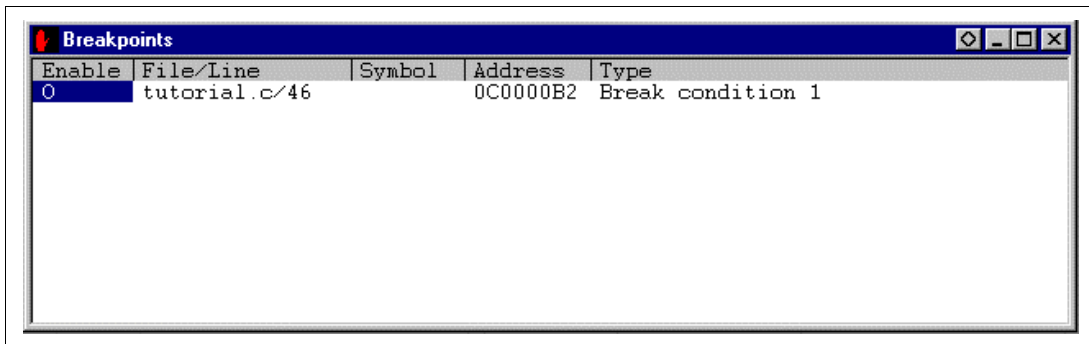 Breakpoints
Enable File/Line Symbol Address Type
O tutorial.c/46 0C0000B2 Break condition 1